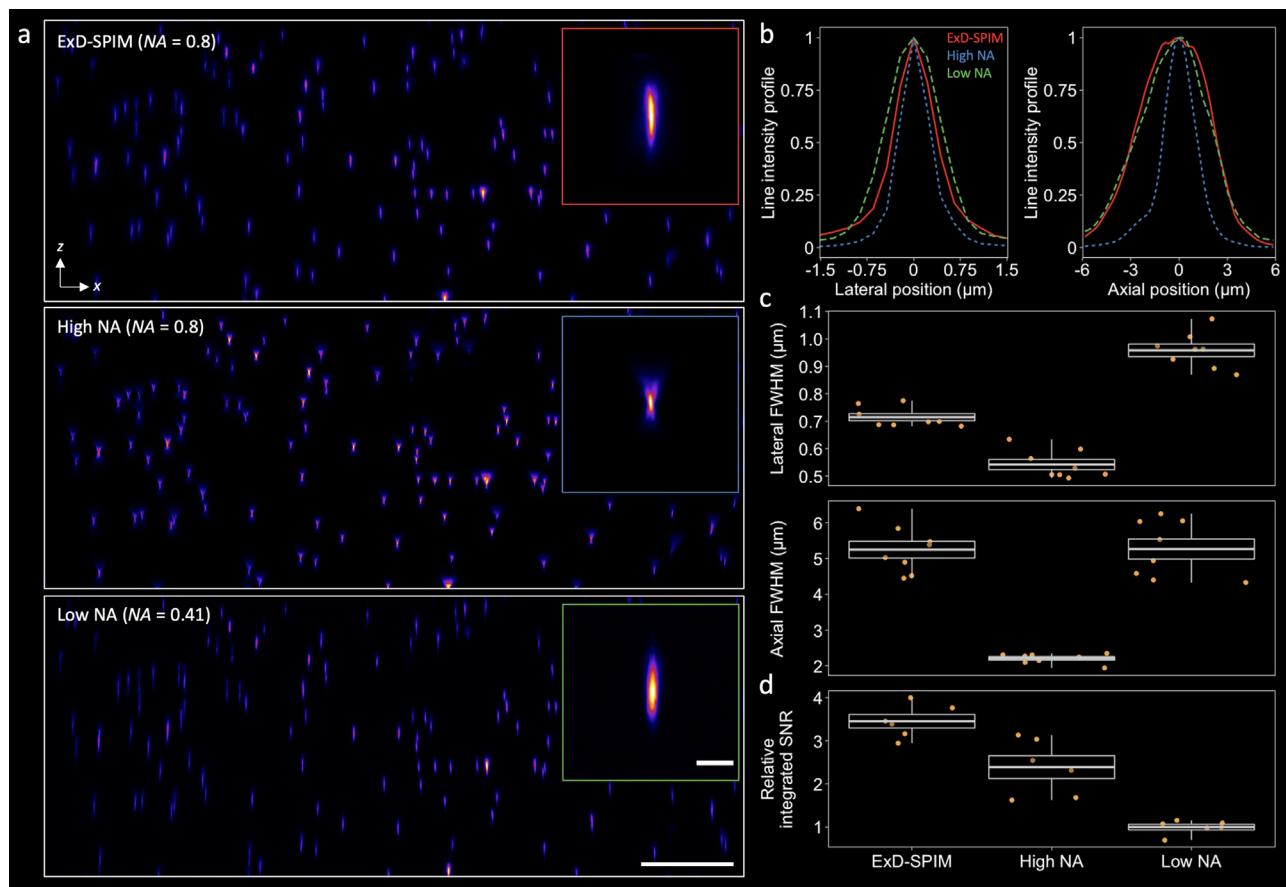 a
ExD-SPIM (NA = 0.8)
z
x
High NA (NA = 0.8)
Low NA (NA = 0.41)
b
Line intensity profile
1
0.75
0.5
0.25
0
ExD-SPIM
High NA
Low NA
-1.5 -0.75 0 0.75 1.5
Lateral position (µm)
Line intensity profile
1
0.75
0.5
0.25
0
-6 -3 0 3 6
Axial position (µm)
c
Lateral FWHM (µm)
1.1
1.0
0.9
0.8
0.7
0.6
0.5
Axial FWHM (µm)
6
5
4
3
2
d
Relative
integrated SNR
4
3
2
1
ExD-SPIM High NA Low NA